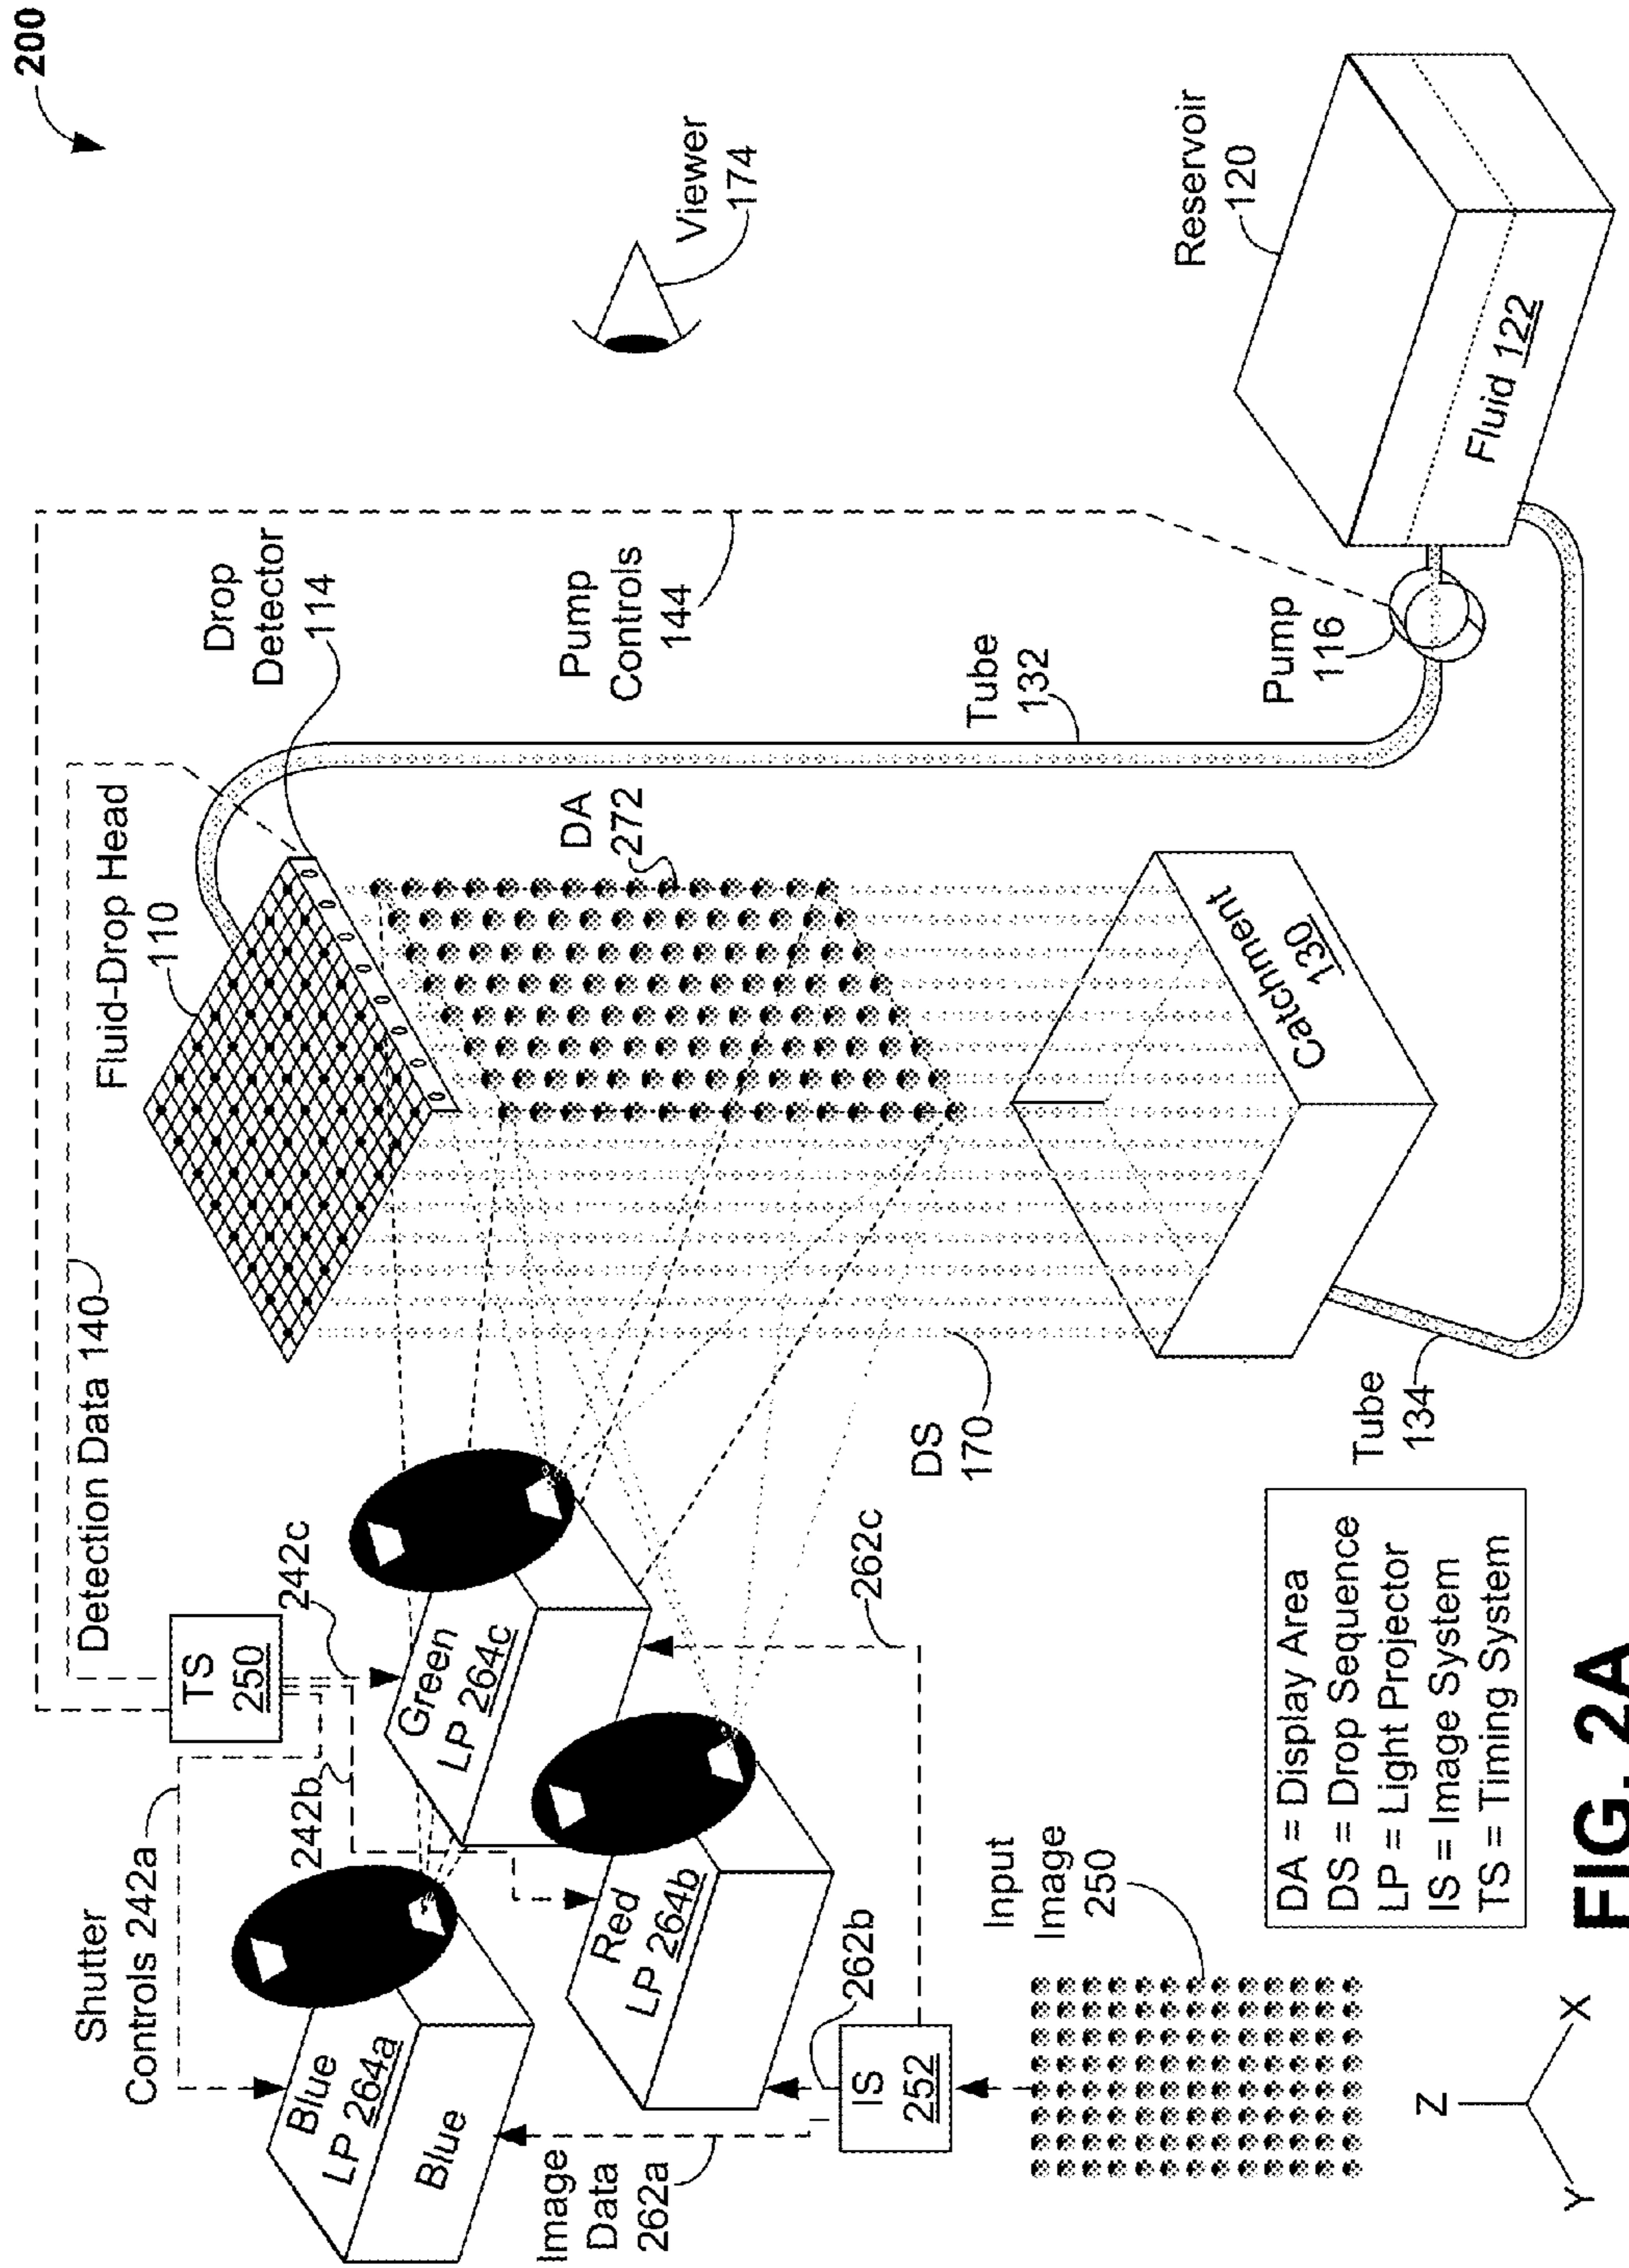 200
Detection Data 140
Fluid-Drop Head
110
Drop
Detector
114
Shutter
Controls 242a
TS
250
242c
242b
Pump
Controls
144
Viewer
174
Blue
LP 264a
Blue
Green
LP 264c
Red
LP 264b
DA
272
Tube
132
Image
Data
262a
262b
262c
IS
252
DS
170
Input
Image
250
Catchment
130
Pump
116
Reservoir
120
Fluid 122
Tube
134
Z
Y
X
DA = Display Area
DS = Drop Sequence
LP = Light Projector
IS = Image System
TS = Timing System
FIG. 2A